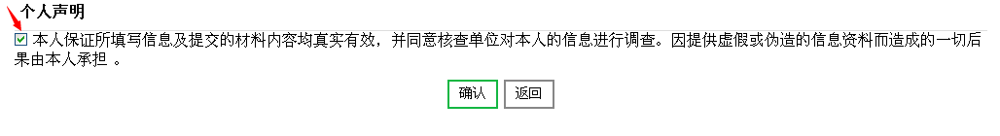 个人声明
本人保证所填写信息及提交的材料内容均真实有效，并同意核查单位对本人的信息进行调查。因提供虚假或伪造的信息资料而造成的一切后
果由本人承担 。
确认 返回